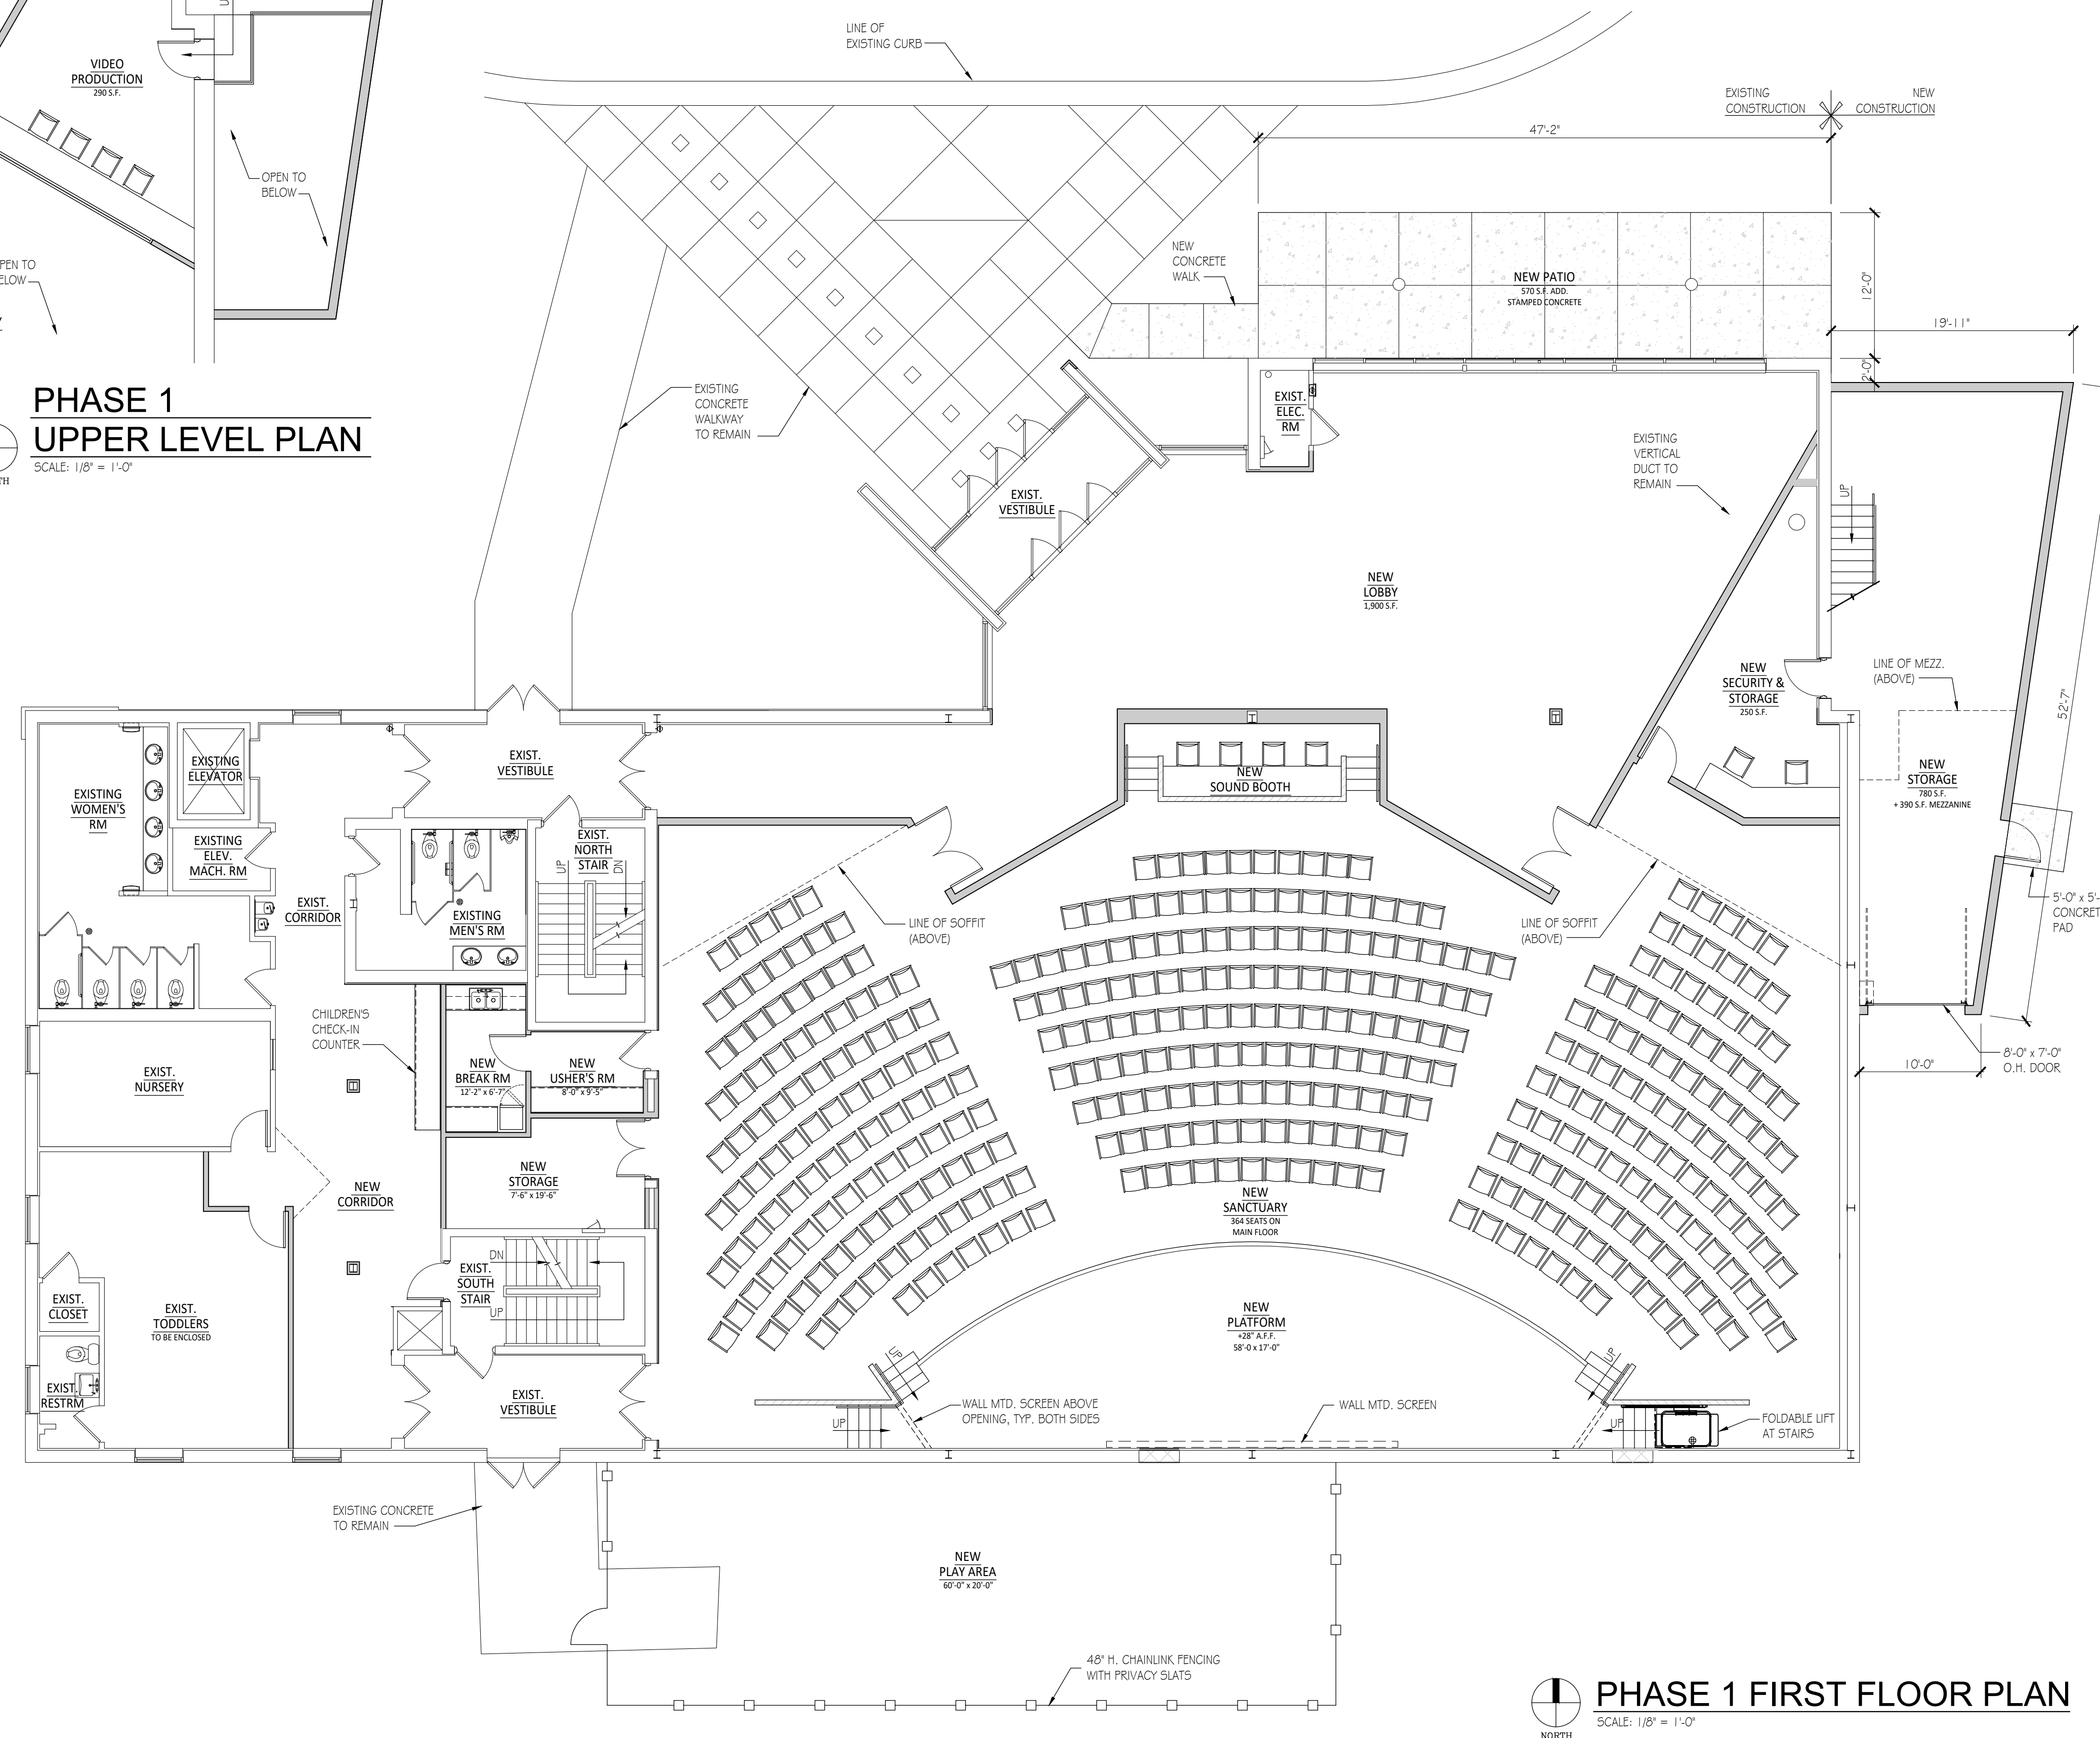 VIDEO
PRODUCTION
290 S.F.
OPEN TO
BELOW
PHASE 1
UPPER LEVEL PLAN
SCALE: 1/8" = 1'-0"
LINE OF
EXISTING CURB
EXISTING
CONSTRUCTION
NEW
CONSTRUCTION
47'-2"
NEW
CONCRETE
WALK
NEW PATIO
570 S.F. ADD.
STAMPED CONCRETE
12'-0"
19'-11"
2'-0"
EXISTING
CONCRETE
WALKWAY
TO REMAIN
EXIST.
ELEC.
RM
EXISTING
VERTICAL
DUCT TO
REMAIN
UP
EXIST.
VESTIBULE
NEW
LOBBY
1,900 S.F.
NEW
SECURITY &
STORAGE
250 S.F.
LINE OF MEZZ.
(ABOVE)
52'-7"
NEW
STORAGE
780 S.F.
+ 390 S.F. MEZZANINE
EXISTING
ELEVATOR
EXIST.
VESTIBULE
NEW
SOUND BOOTH
EXISTING
WOMEN'S
RM
EXISTING
ELEV.
MACH. RM
EXIST.
NORTH
STAIR
UP
DN
EXIST.
CORRIDOR
EXISTING
MEN'S RM
LINE OF SOFFIT
(ABOVE)
LINE OF SOFFIT
(ABOVE)
5'-0" x 5'-
PAD
CHILDREN'S
CHECK-IN
COUNTER
EXIST.
NURSERY
NEW
BREAK RM
12'-2" x 6'-7"
NEW
USHER'S RM
8'-0" x 9'-5"
10'-0"
8'-0" x 7'-0"
O.H. DOOR
NEW
STORAGE
7'-6" x 19'-6"
NEW
CORRIDOR
NEW
SANCTUARY
364 SEATS ON
MAIN FLOOR
DN
EXIST.
SOUTH
STAIR
UP
EXIST.
CLOSET
EXIST.
TODDLERS
TO BE ENCLOSED
NEW
PLATFORM
+28" A.F.F.
58'-0 x 17'-0"
UP
UP
EXIST.
RESTRM
EXIST.
VESTIBULE
UP
WALL MTD. SCREEN ABOVE
OPENING, TYP. BOTH SIDES
WALL MTD. SCREEN
UP
FOLDABLE LIFT
AT STAIRS
EXISTING CONCRETE
TO REMAIN
NEW
PLAY AREA
60'-0" x 20'-0"
48" H. CHAINLINK FENCING
WITH PRIVACY SLATS
PHASE 1 FIRST FLOOR PLAN
SCALE: 1/8" = 1'-0"
NORTH